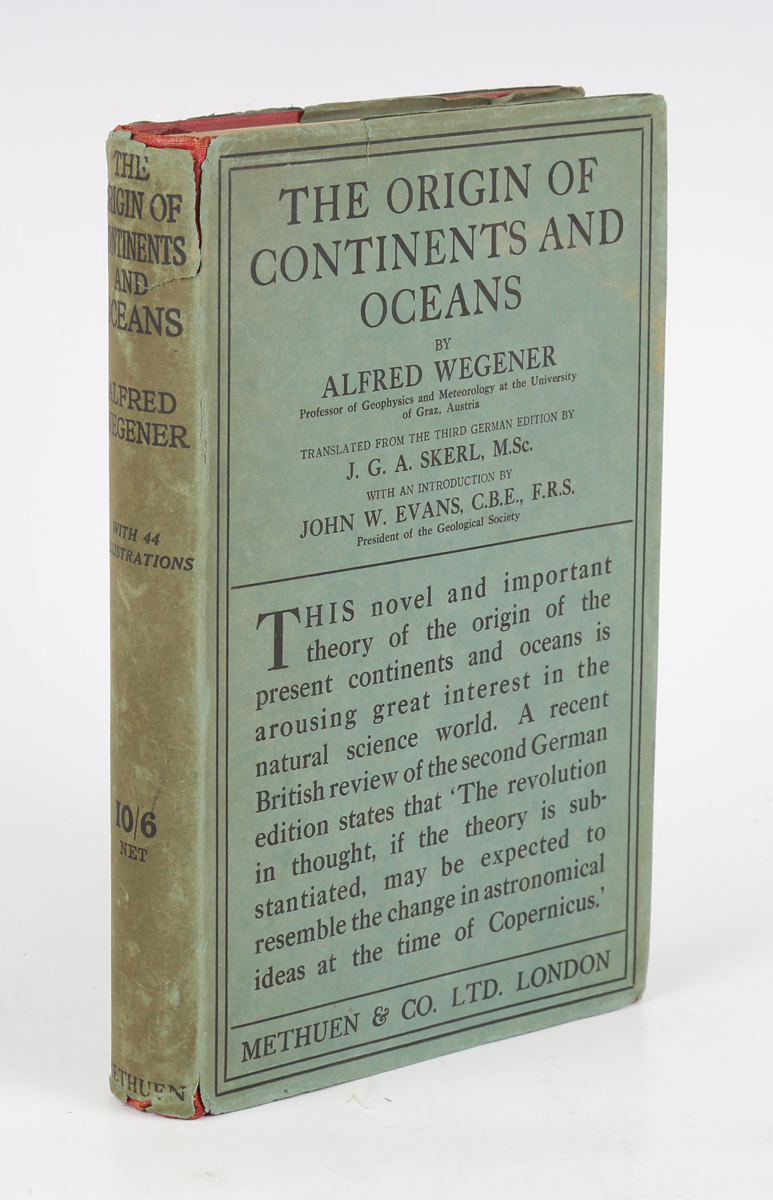 THE
ORIGIN OF
CONTINENTS
AND
OCEANS
ALFRED
WEGENER
WITH 44
ILLUSTRATIONS
10/6
NET
METHUEN
THE ORIGIN OF
CONTINENTS AND
OCEANS
BY
ALFRED WEGENER
Professor of Geophysics and Meteorology at the University
of Graz, Austria
TRANSLATED FROM THE THIRD GERMAN EDITION BY
J. G. A. SKERL, M.Sc.
WITH AN INTRODUCTION BY
JOHN W. EVANS, C.B.E., F.R.S.
President of the Geological Society
THIS novel and important
theory of the origin of the
present continents and oceans is
arousing great interest in the
natural science world. A recent
British review of the second German
edition states that ‘The revolution
in thought, if the theory is sub-
stantiated, may be expected to
resemble the change in astronomical
ideas at the time of Copernicus.’
METHUEN & CO. LTD. LONDON